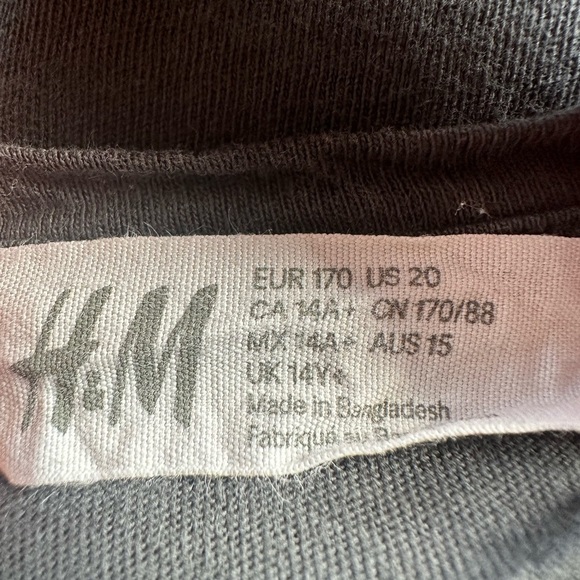 H&M
EUR 170 US 20
CA 14A+ CN 170/88
MX 14A+ AUS 15
UK 14Y+
Made in Bangladesh
Fabriqué au